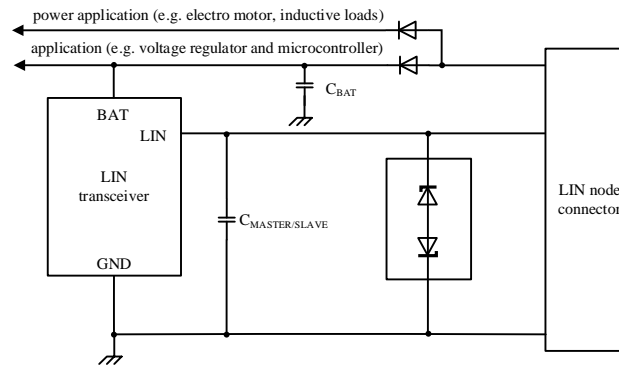 power application (e.g. electro motor, inductive loads)
application (e.g. voltage regulator and microcontroller)
C_BAT
BAT
LIN
LIN
transceiver
LIN node
connector
C_MASTER/SLAVE
GND